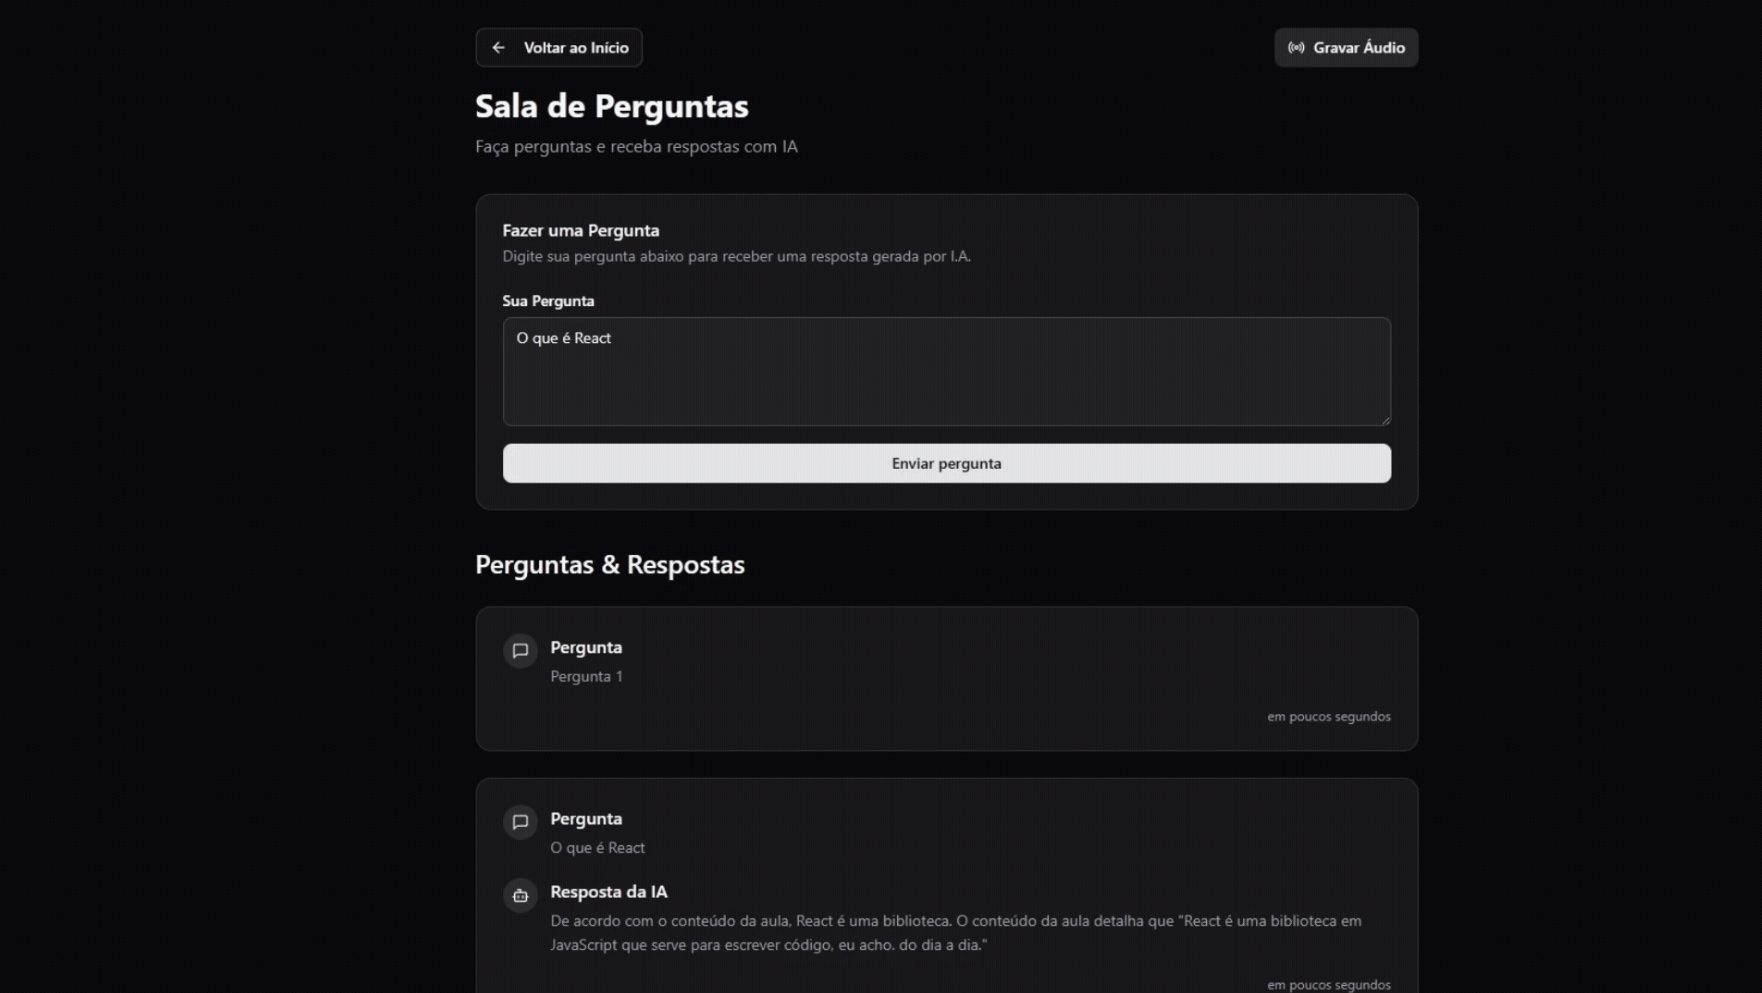 Voltar ao Início
Gravar Áudio
Sala de Perguntas
Faça perguntas e receba respostas com IA
Fazer uma Pergunta
Digite sua pergunta abaixo para receber uma resposta gerada por I.A.
Sua Pergunta
O que é React
Enviar pergunta
Perguntas & Respostas
Pergunta
Pergunta 1
em poucos segundos
Pergunta
O que é React
Resposta da IA
De acordo com o conteúdo da aula, React é uma biblioteca. O conteúdo da aula detalha que "React é uma biblioteca em
JavaScript que serve para escrever código, eu acho. do dia a dia."
em poucos segundos